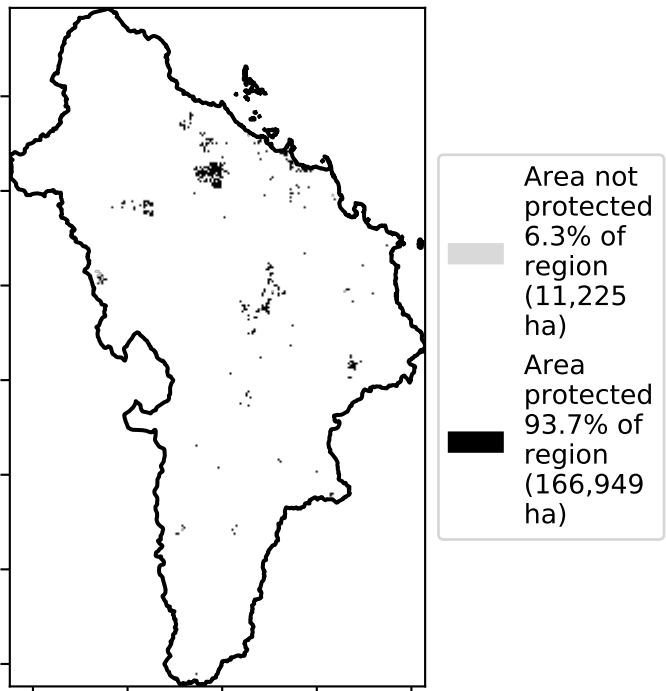 Area not
protected
6.3% of
region
(11,225
ha)
Area
protected
93.7% of
region
(166,949
ha)